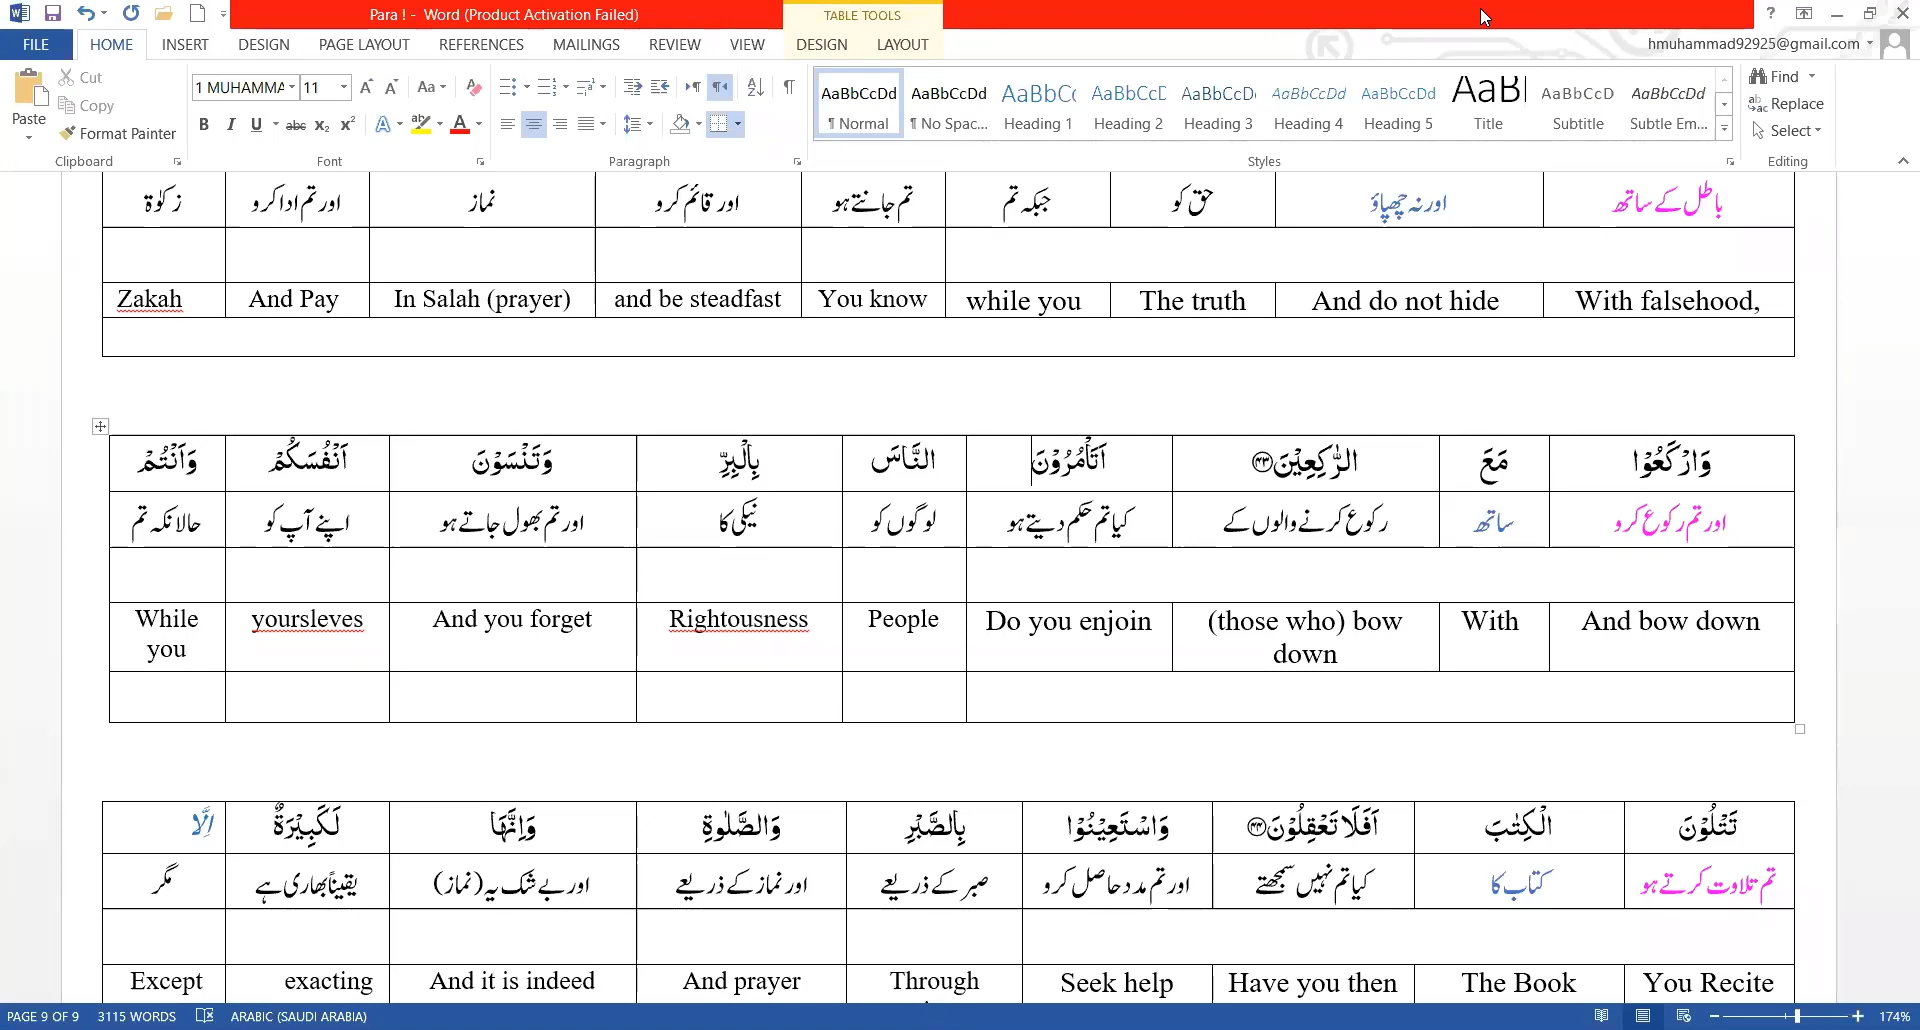 Para ! - Word (Product Activation Failed)
TABLE TOOLS
FILE HOME INSERT DESIGN PAGE LAYOUT REFERENCES MAILINGS REVIEW VIEW DESIGN LAYOUT
hmuhammad92925@gmail.com
Paste
Cut
Copy
Format Painter
Clipboard
1 MUHAMMA 11
Font
Paragraph
AaBbCcDd AaBbCcDd AaBbCc AaBbCcD AaBbCcD AaBbCcDd AaBbCcDd AaBl AaBbCcD AaBbCcDd
¶ Normal ¶ No Spac... Heading 1 Heading 2 Heading 3 Heading 4 Heading 5 Title Subtitle Subtle Em...
Styles
Find
Replace
Select
Editing
باطل کے ساتھ اور نہ چھپاؤ حق کو جبکہ تم تم جانتے ہو اور قائم کرو نماز اور تم ادا کرو زکوٰۃ
Zakah And Pay In Salah (prayer) and be steadfast You know while you The truth And do not hide With falsehood,
وَارْكَعُوْا مَعَ الرّٰكِعِيْنَ۝۴۳ اَتَاْمُرُوْنَ النَّاسَ بِالْبِرِّ وَتَنْسَوْنَ اَنْفُسَكُمْ وَاَنْتُمْ
اور تم رکوع کرو ساتھ رکوع کرنے والوں کے کیا تم حکم دیتے ہو لوگوں کو نیکی کا اور تم بھول جاتے ہو اپنے آپ کو حالانکہ تم
While you yoursleves And you forget Rightousness People Do you enjoin (those who) bow down With And bow down
تَتْلُوْنَ الْكِتٰبَ اَفَلَا تَعْقِلُوْنَ۝۴۴ وَاسْتَعِيْنُوْا بِالصَّبْرِ وَالصَّلٰوةِ وَاِنَّهَا لَكَبِيْرَةٌ اِلَّا
تم تلاوت کرتے ہو کتاب کا کیا تم نہیں سمجھتے اور تم مدد حاصل کرو صبر کے ذریعے اور نماز کے ذریعے اور بے شک یہ (نماز) یقیناً بھاری ہے مگر
Except exacting And it is indeed And prayer Through Seek help Have you then The Book You Recite
PAGE 9 OF 9 3115 WORDS ARABIC (SAUDI ARABIA) 174%